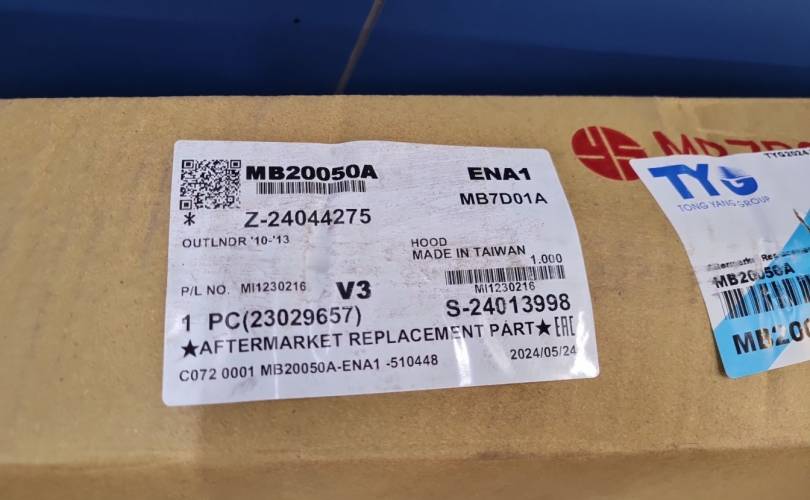 MB20050A
ENA1
MB7D01A
* Z-24044275
OUTLNDR '10-'13
HOOD
MADE IN TAIWAN
1.000
P/L NO. MI1230216
V3
MI1230216
1 PC(23029657)
S-24013998
★AFTERMARKET REPLACEMENT PART★ EAC
C072 0001 MB20050A-ENA1 -510448
2024/05/24
TYG2024
TYG
TONG YANG GROUP
MB20050A